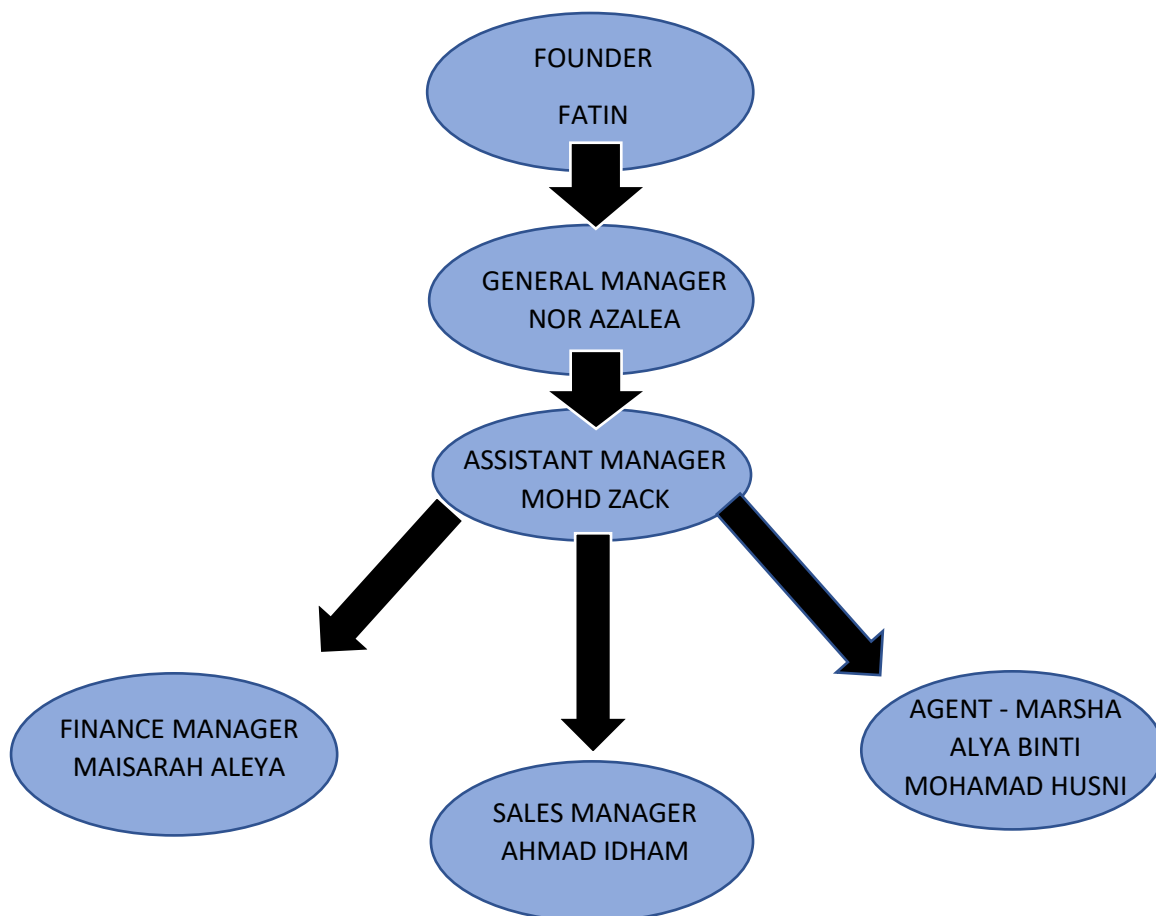 FOUNDER
FATIN
GENERAL MANAGER
NOR AZALEA
ASSISTANT MANAGER
MOHD ZACK
FINANCE MANAGER
MAISARAH ALEYA
SALES MANAGER
AHMAD IDHAM
AGENT - MARSHA
ALYA BINTI
MOHAMAD HUSNI